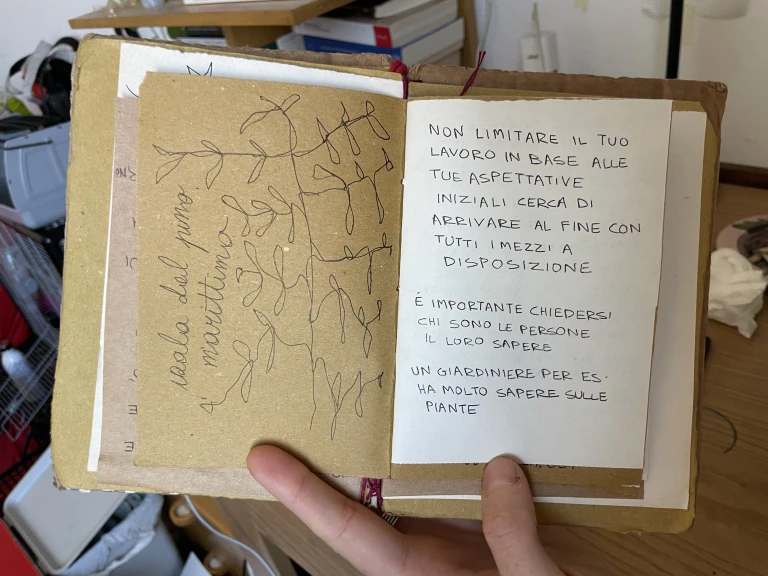 del pino
marittimo
NON LIMITARE IL TUO
LAVORO IN BASE ALLE
TUE ASPETTATIVE
INIZIALI CERCA DI
ARRIVARE AL FINE CON
TUTTI I MEZZI A
DISPOSIZIONE
È IMPORTANTE CHIEDERSI
CHI SONO LE PERSONE
IL LORO SAPERE
UN GIARDINIERE PER ES.
HA MOLTO SAPERE SULLE
PIANTE